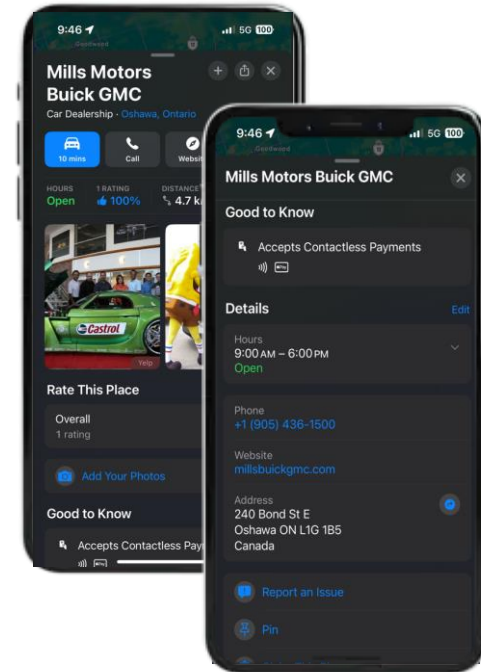 9:46
5G 100
Goodwood
Mills Motors
Buick GMC
Car Dealership · Oshawa, Ontario
10 mins
Call
Websit
HOURS
1 RATING
DISTANCE
Open
100%
4.7 k
Castrol
Yelp
Rate This Place
Overall
1 rating
Add Your Photos
Good to Know
Accepts Contactless Pay
9:46
5G 100
Goodwood
Mills Motors Buick GMC
Good to Know
Accepts Contactless Payments
Details
Edit
Hours
9:00 AM – 6:00 PM
Open
Phone
+1 (905) 436-1500
Website
millsbuickgmc.com
Address
240 Bond St E
Oshawa ON L1G 1B5
Canada
Report an Issue
Pin